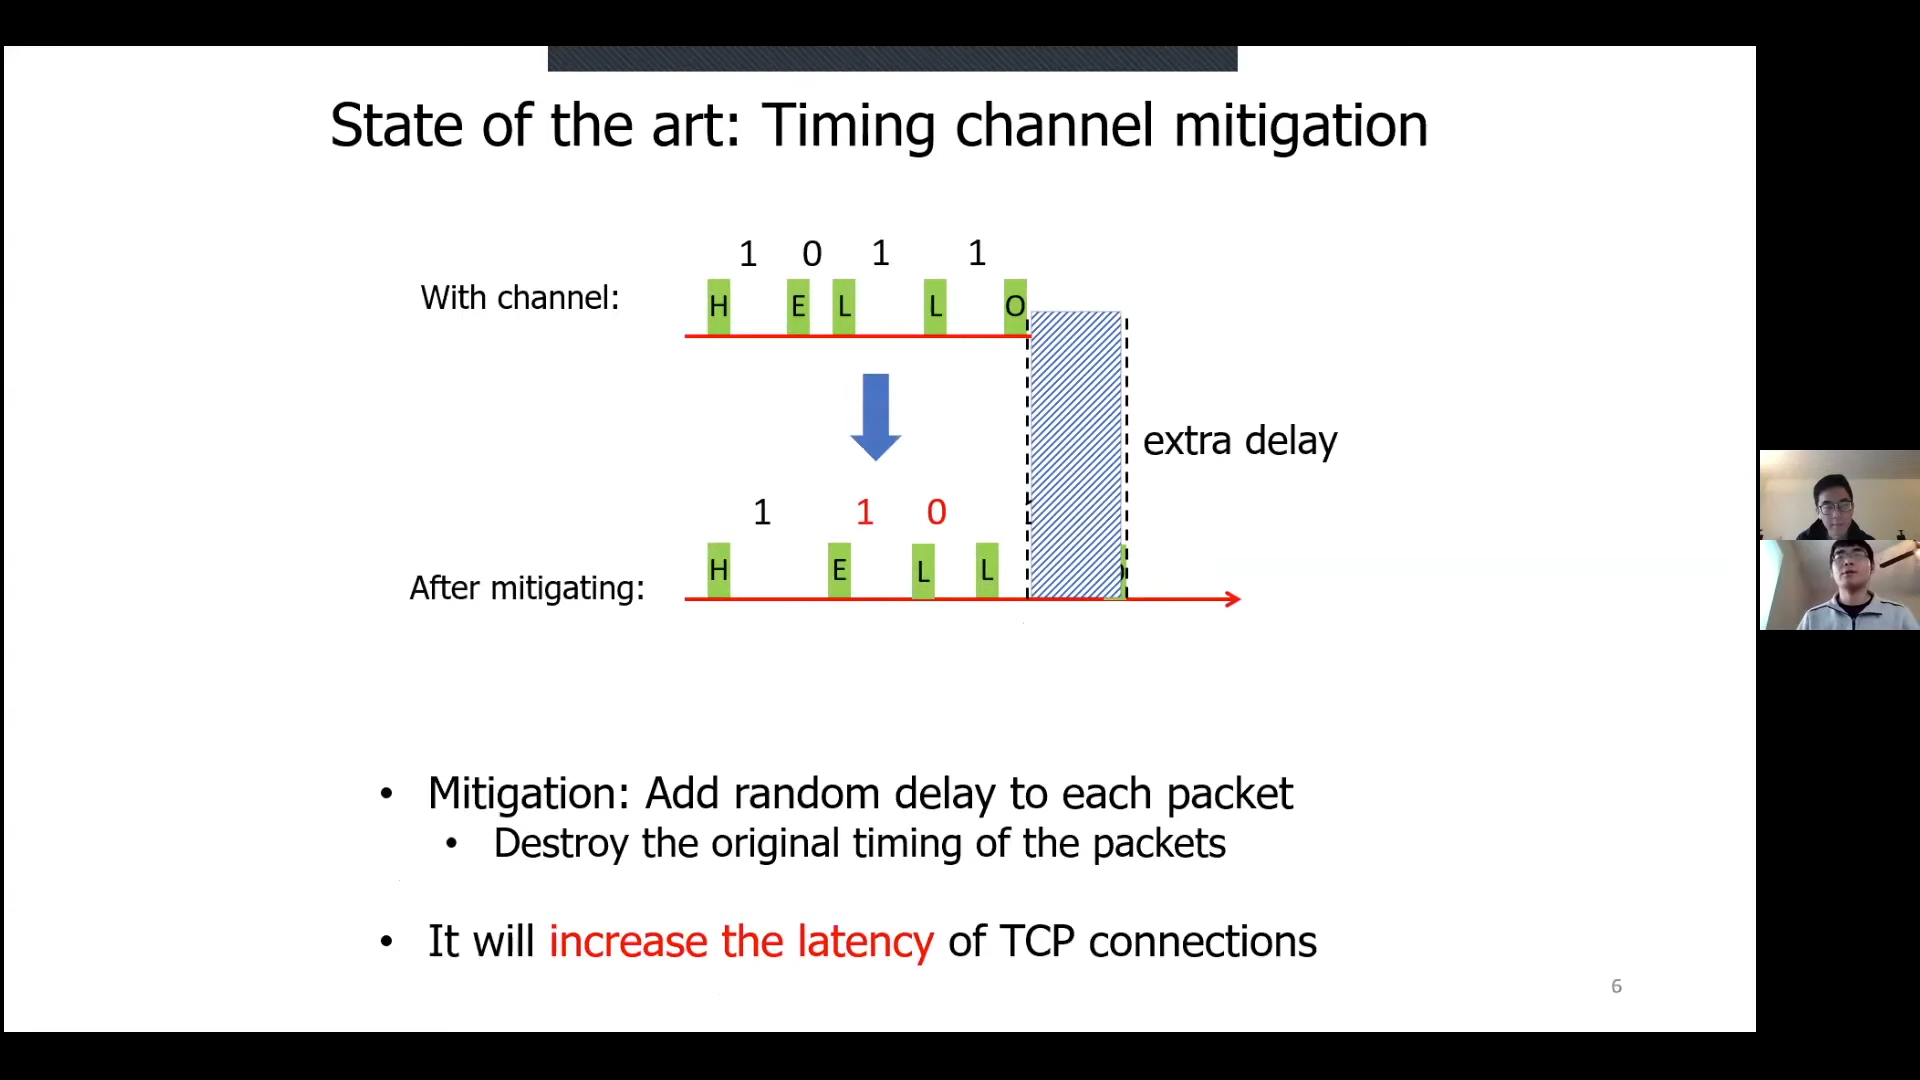 State of the art: Timing channel mitigation
1 0 1 1
With channel:
H E L L O
extra delay
1 1 0
After mitigating:
H E L L
• Mitigation: Add random delay to each packet
• Destroy the original timing of the packets
• It will increase the latency of TCP connections
6